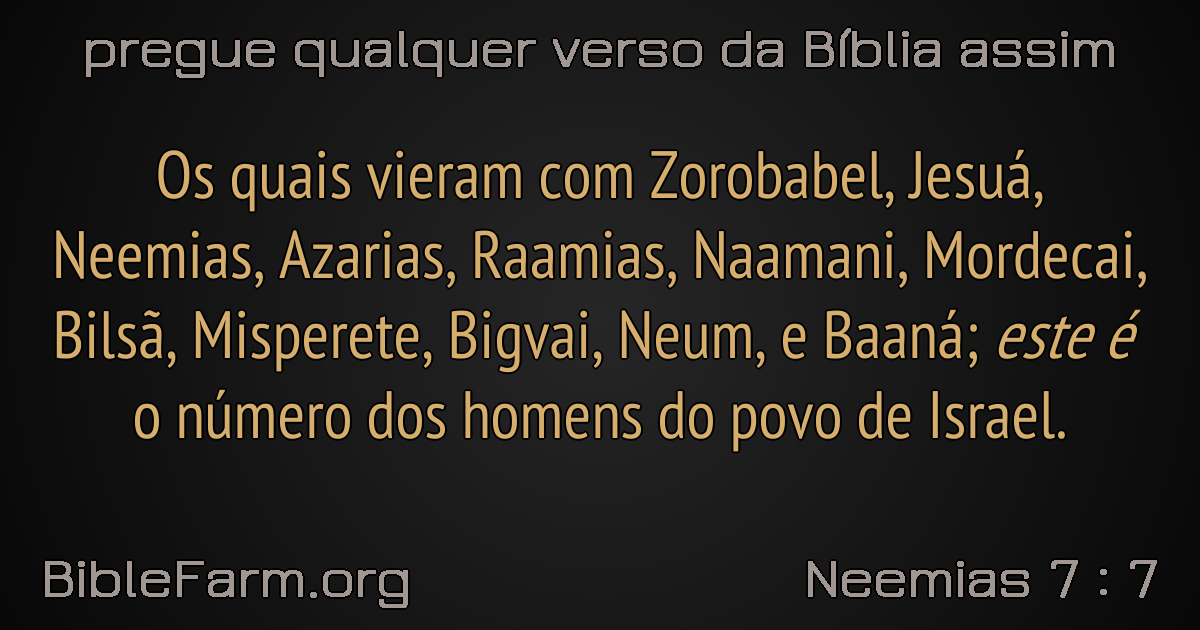 pregue qualquer verso da Bíblia assim
Os quais vieram com Zorobabel, Jesuá,
Neemias, Azarias, Raamias, Naamani, Mordecai,
Bilsã, Misperete, Bigvai, Neum, e Baaná; este é
o número dos homens do povo de Israel.
BibleFarm.org
Neemias 7 : 7